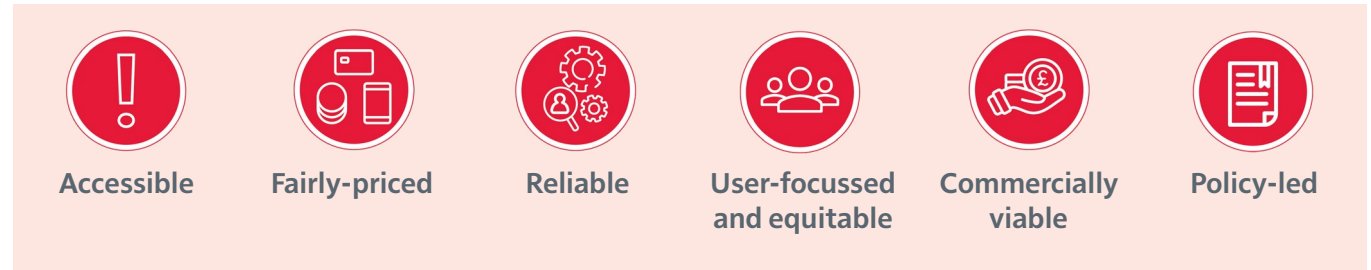 Accessible
Fairly-priced
Reliable
User-focussed
and equitable
Commercially
viable
Policy-led